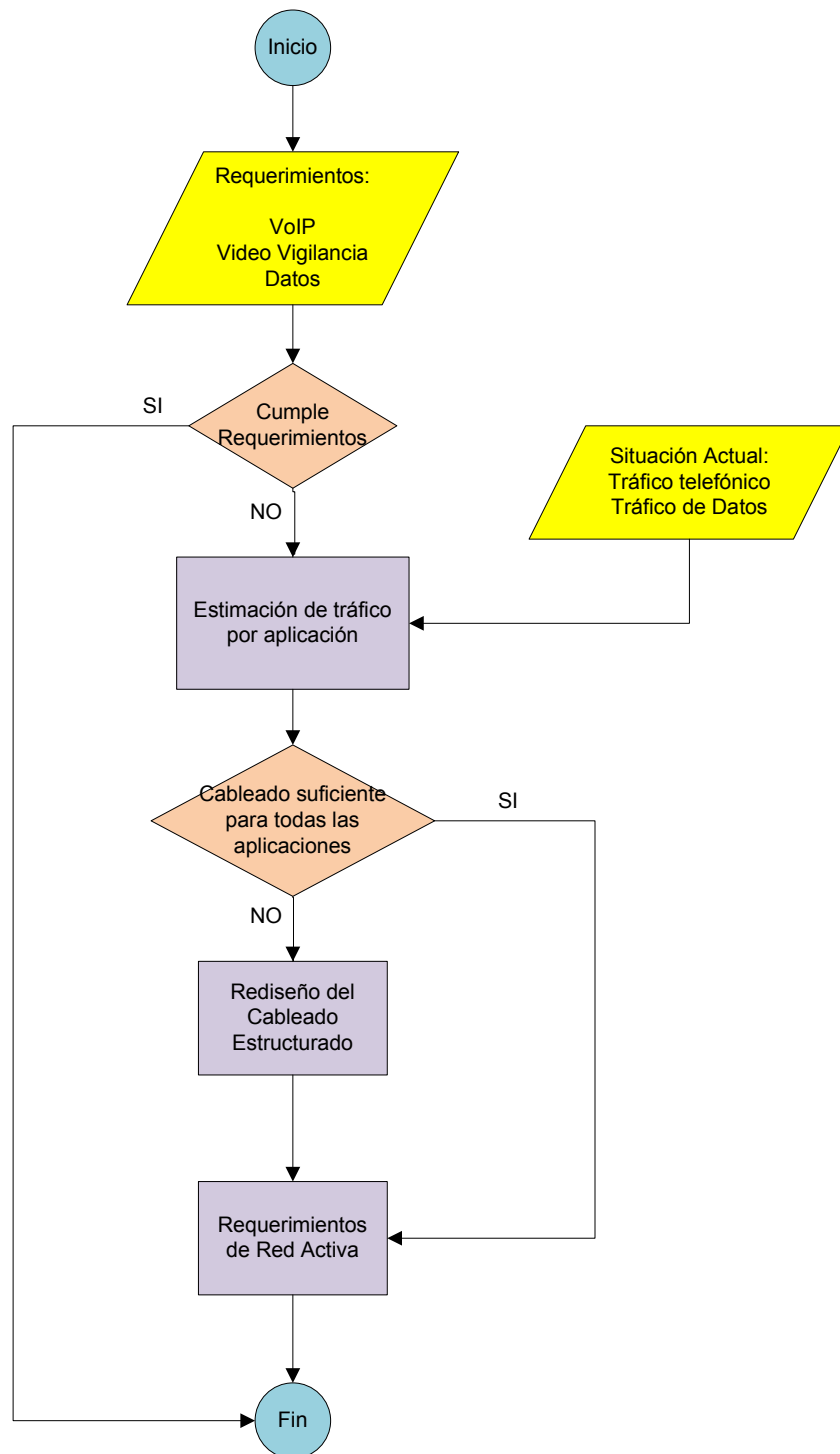 Inicio
Requerimientos:
VoIP
Video Vigilancia
Datos
SI
Cumple
Requerimientos
NO
Situación Actual:
Tráfico telefónico
Tráfico de Datos
Estimación de tráfico
por aplicación
Cableado suficiente
para todas las
aplicaciones
SI
NO
Rediseño del
Cableado
Estructurado
Requerimientos
de Red Activa
Fin